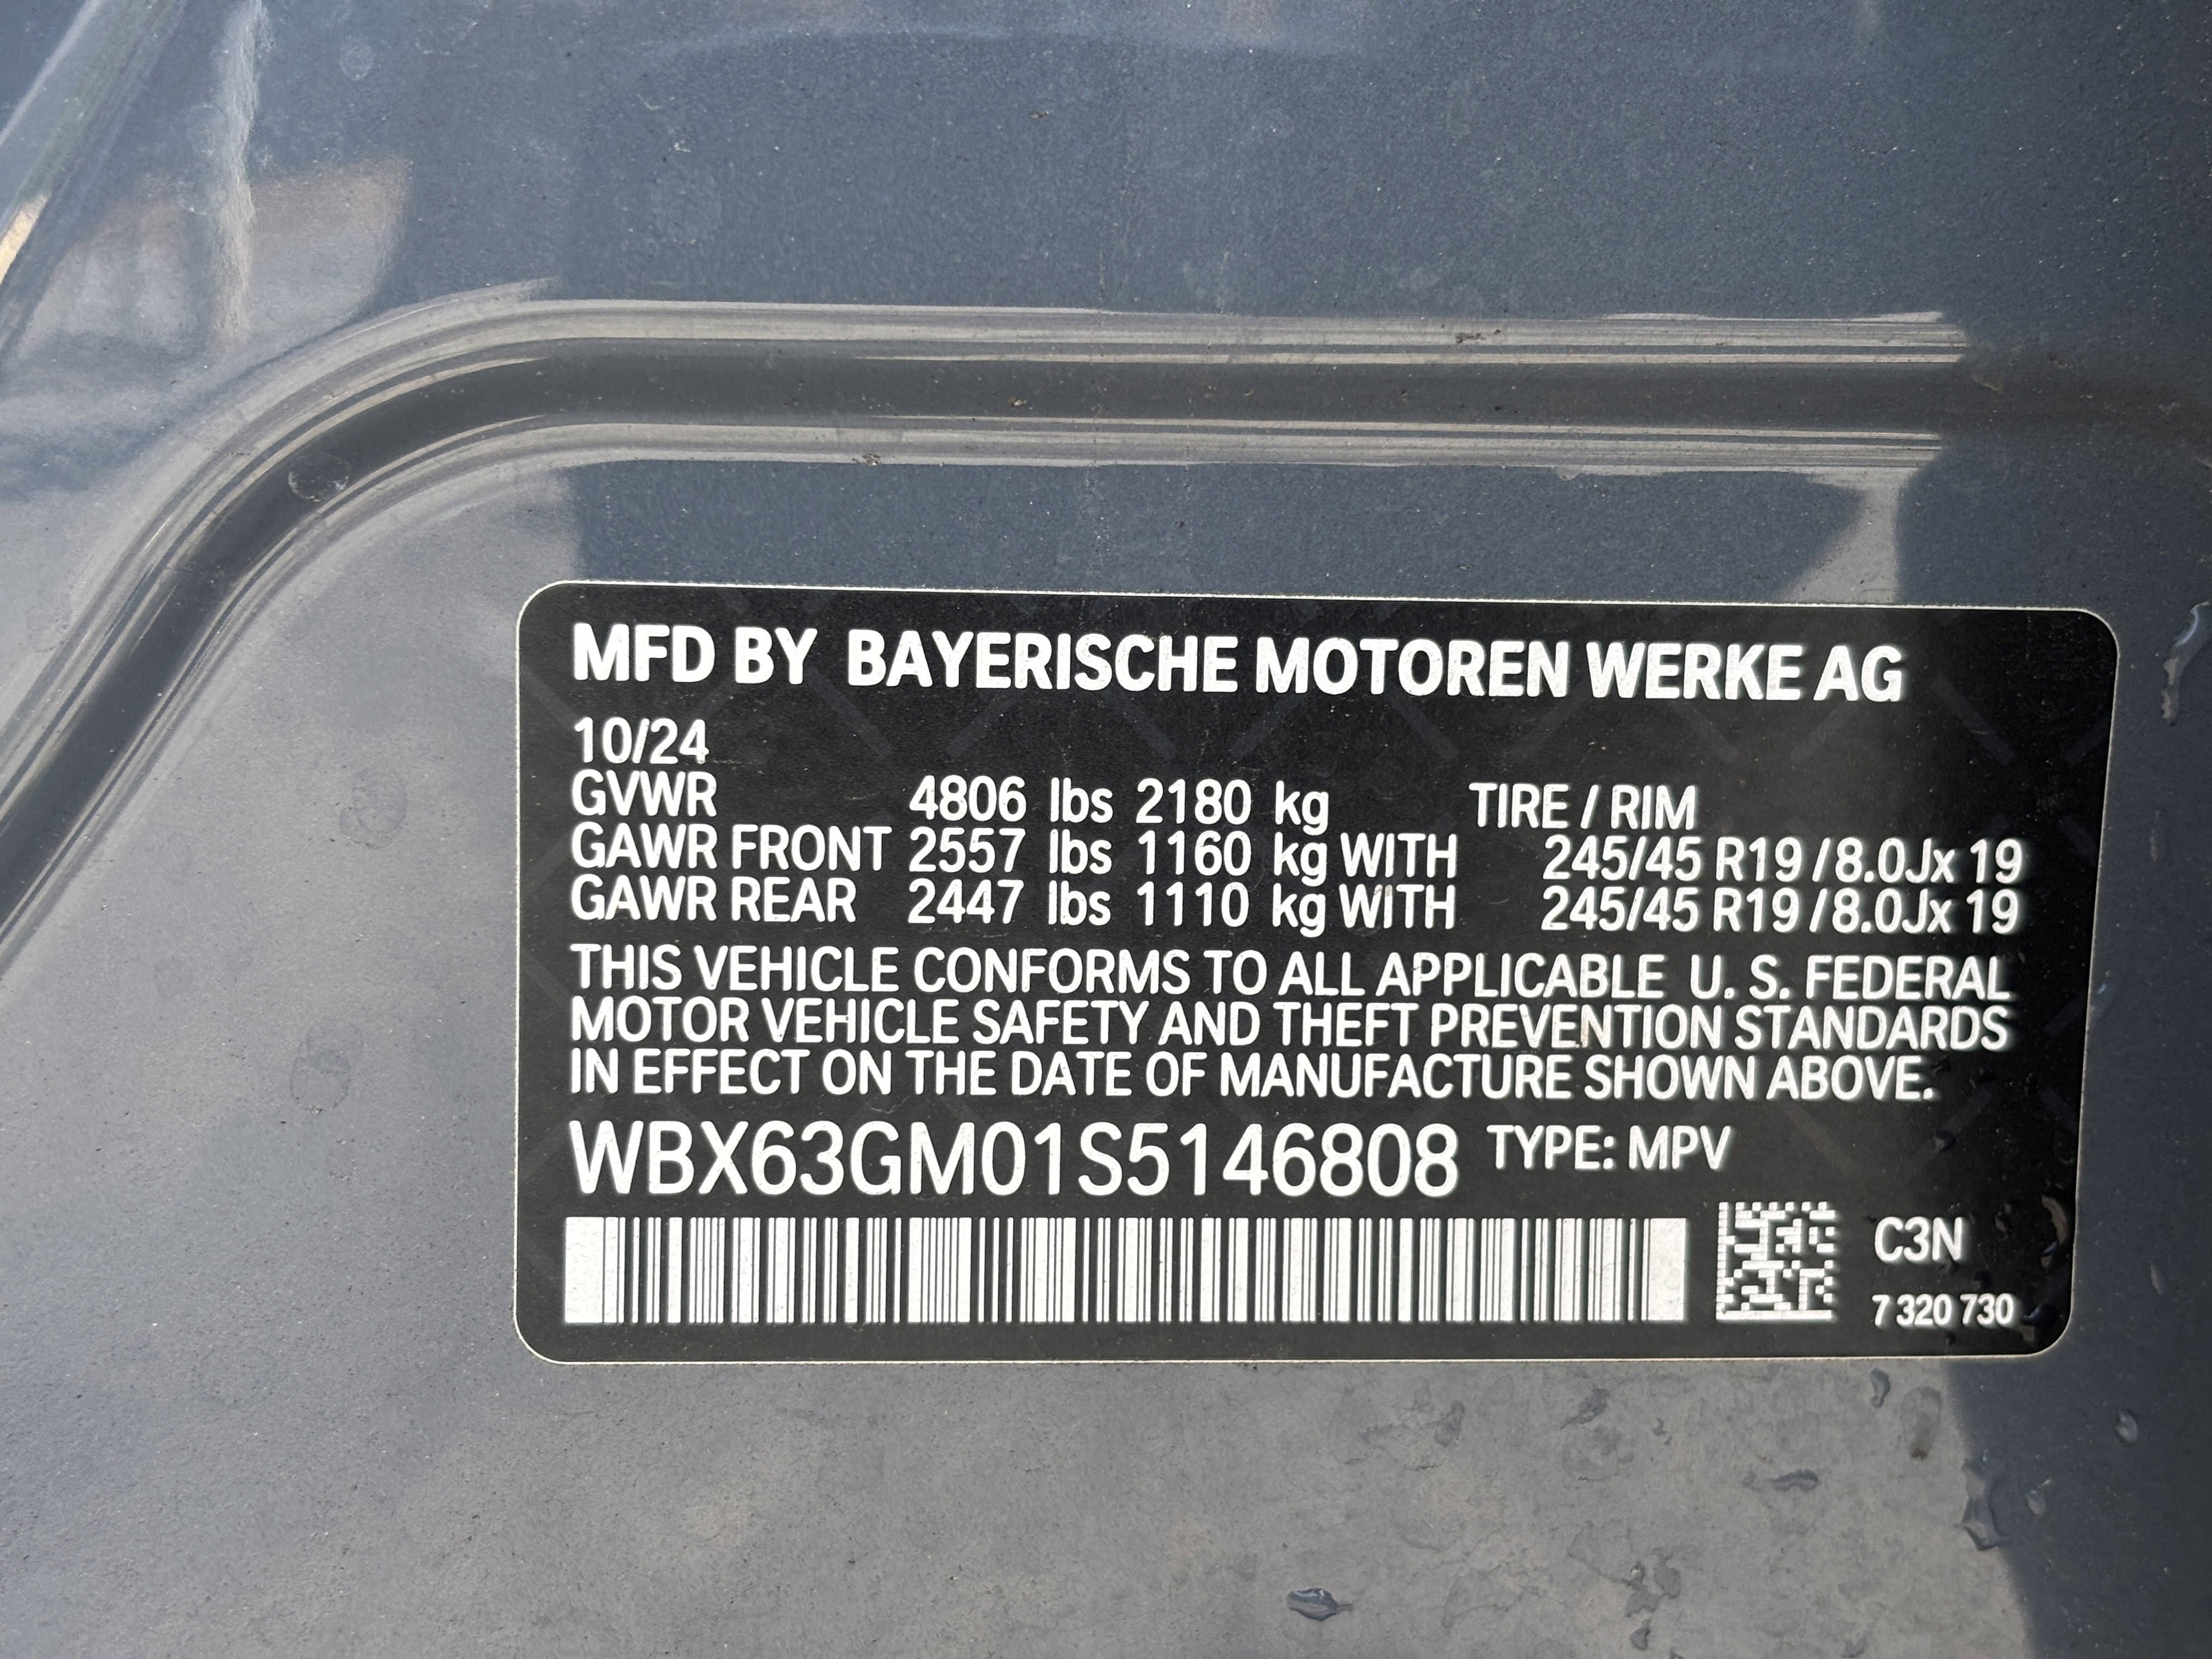 MFD BY BAYERISCHE MOTOREN WERKE AG
10/24
GVWR 4806 lbs 2180 kg TIRE / RIM
GAWR FRONT 2557 lbs 1160 kg WITH 245/45 R19 /8.0Jx 19
GAWR REAR 2447 lbs 1110 kg WITH 245/45 R19 /8.0Jx 19
THIS VEHICLE CONFORMS TO ALL APPLICABLE U. S. FEDERAL
MOTOR VEHICLE SAFETY AND THEFT PREVENTION STANDARDS
IN EFFECT ON THE DATE OF MANUFACTURE SHOWN ABOVE.
WBX63GM01S5146808 TYPE: MPV
C3N
7 320 730